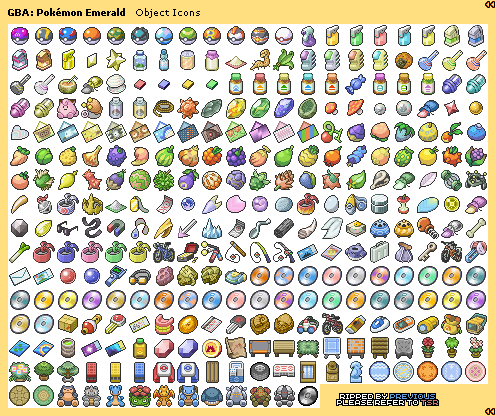 GBA: Pokémon Emerald Object Icons
RIPPED BY PREVIOUS
PLEASE REFER TO TSR